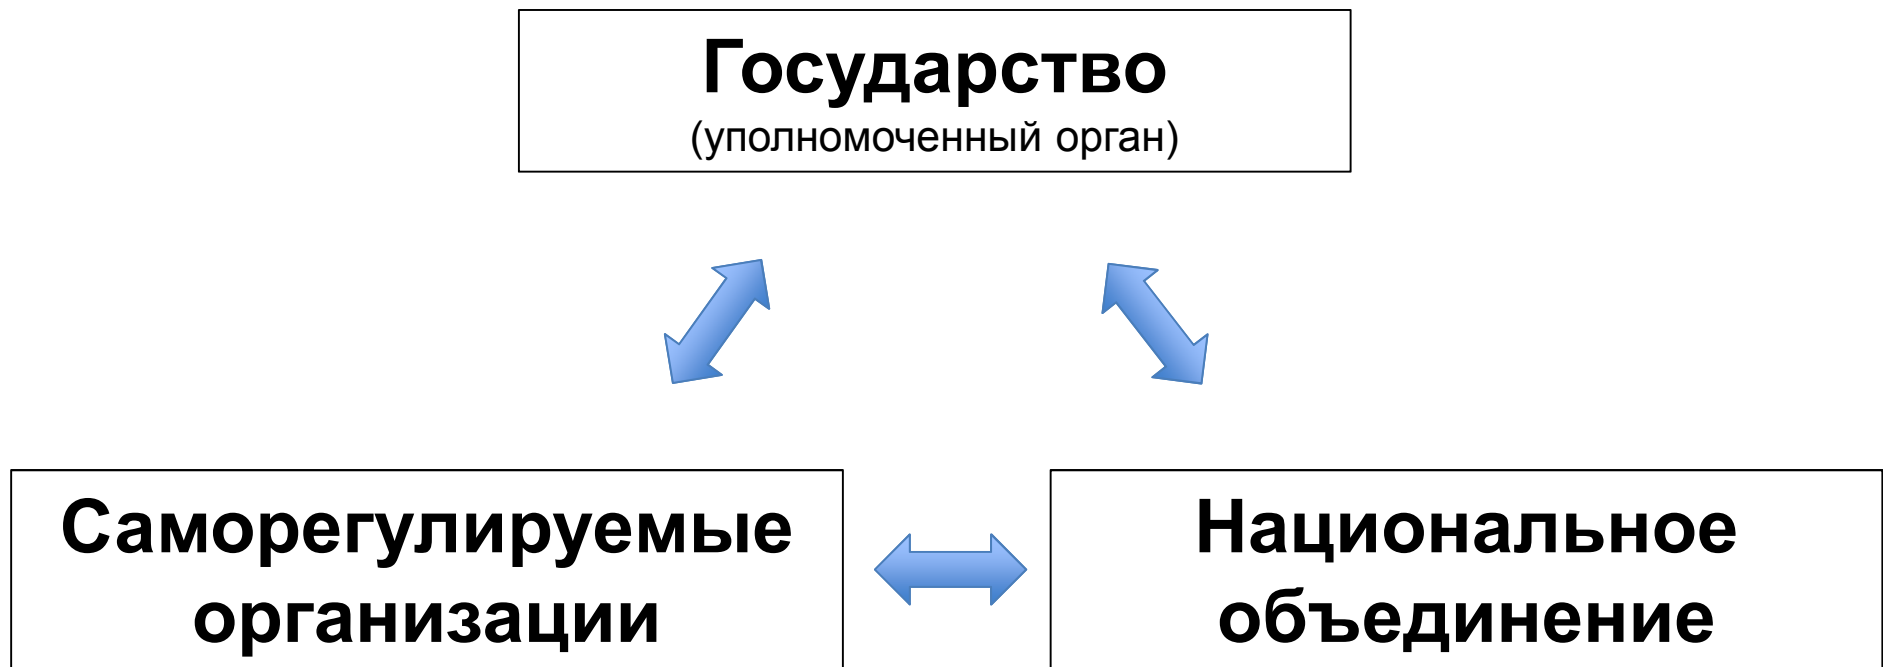 Государство
(уполномоченный орган)
Саморегулируемые
организации
Национальное
объединение